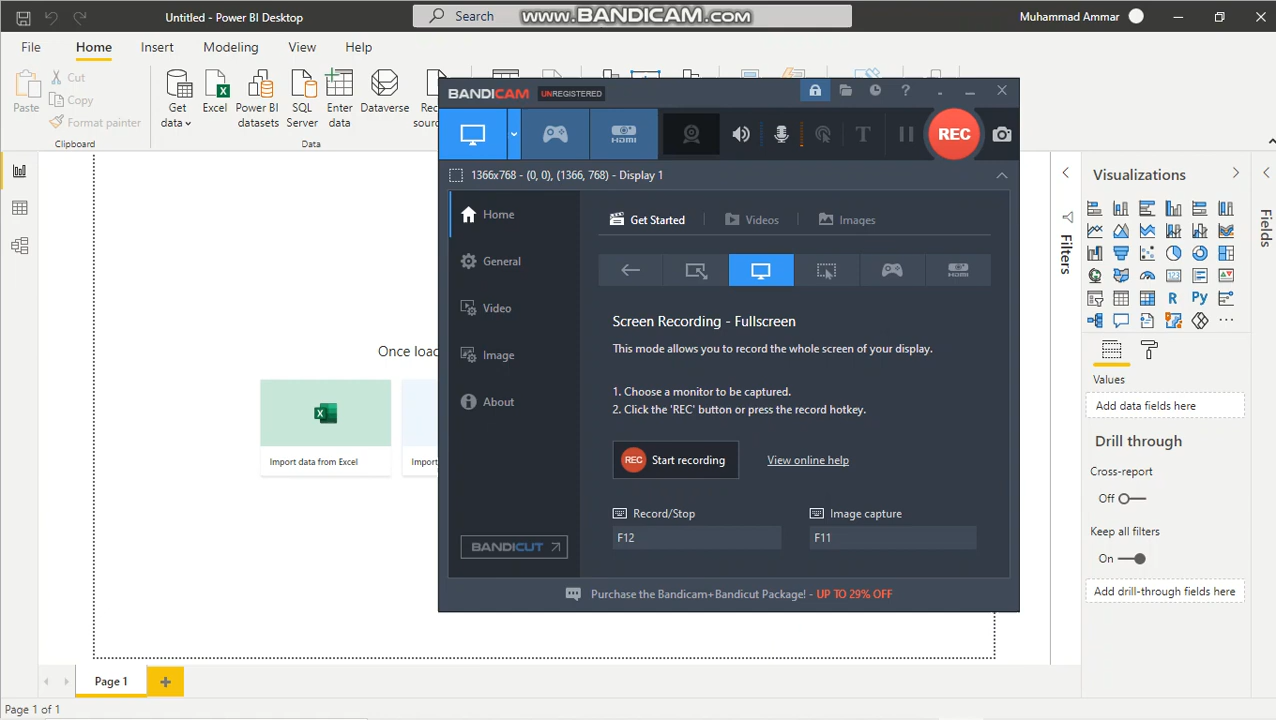 Untitled - Power BI Desktop
Search
www.BANDICAM.com
Muhammad Ammar
File
Home
Insert
Modeling
View
Help
Paste
Cut
Copy
Format painter
Clipboard
Get data
Excel
Power BI datasets
SQL Server
Enter data
Dataverse
Data
BANDICAM
UNREGISTERED
REC
HDMI
T
1366x768 - (0, 0), (1366, 768) - Display 1
Home
General
Video
Image
About
BANDICUT
Get Started
Videos
Images
HDMI
Screen Recording - Fullscreen
This mode allows you to record the whole screen of your display.
1. Choose a monitor to be captured.
2. Click the 'REC' button or press the record hotkey.
REC
Start recording
View online help
Record/Stop
F12
Image capture
F11
Purchase the Bandicam+Bandicut Package! - UP TO 29% OFF
Once
Import data from Excel
Filters
Visualizations
Fields
R
Py
Values
Add data fields here
Drill through
Cross-report
Off
Keep all filters
On
Add drill-through fields here
Page 1
Page 1 of 1